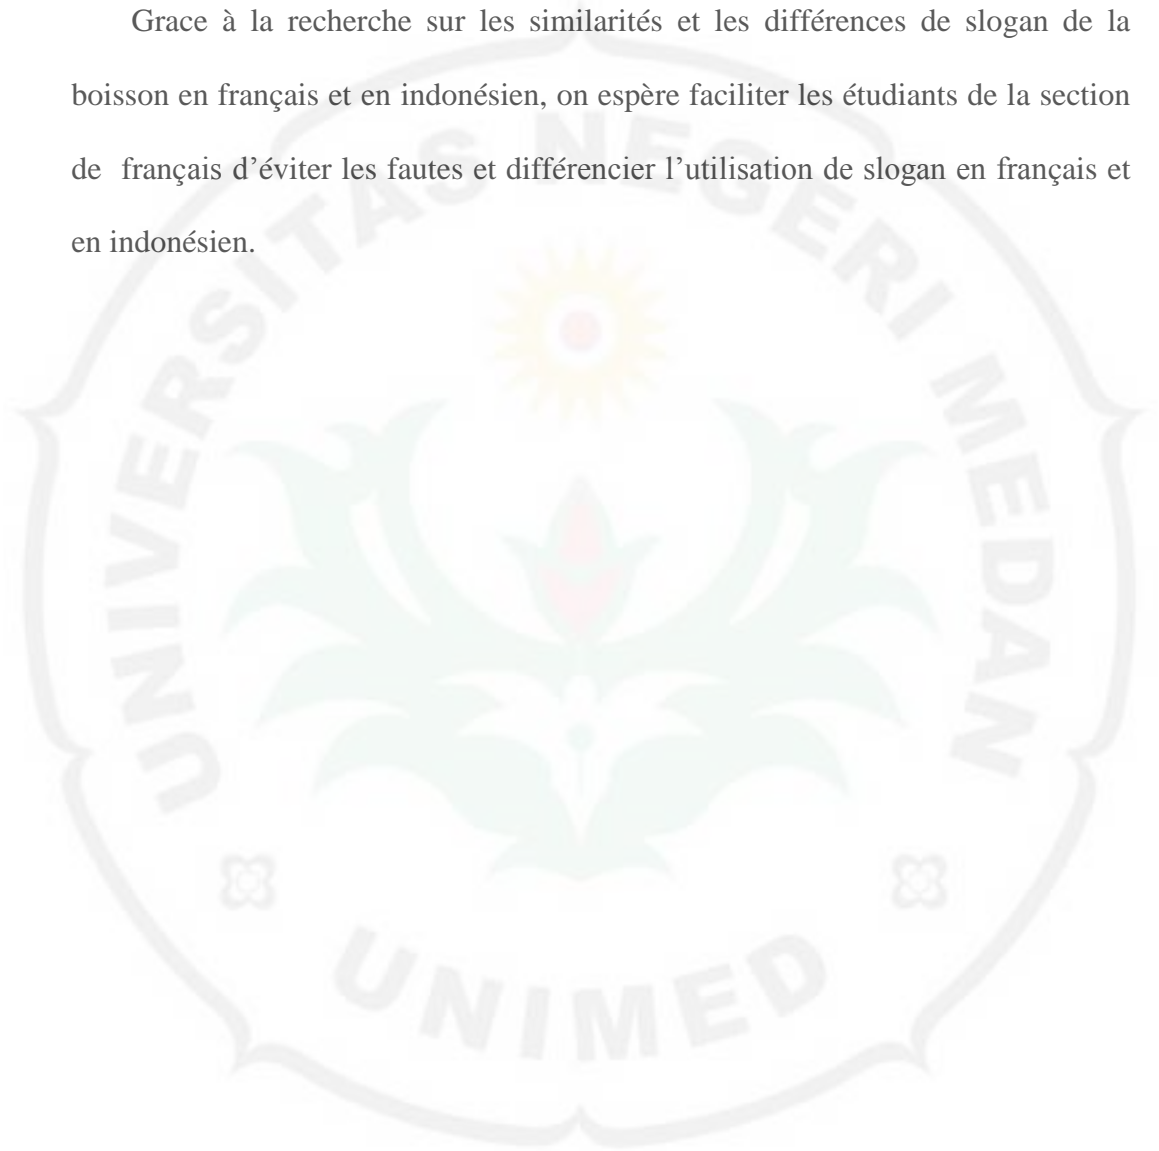 Grace à la recherche sur les similarités et les différences de slogan de la
boisson en français et en indonésien, on espère faciliter les étudiants de la section
de français d'éviter les fautes et différencier l'utilisation de slogan en français et
en indonésien.
UNIVERSITAS NEGERI MEDAN
UNIMED